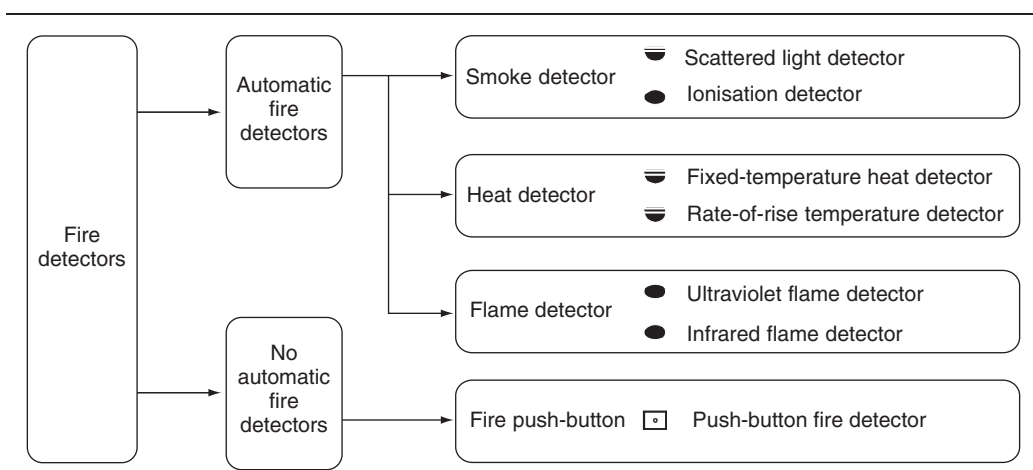 Fire
detectors
Automatic
fire
detectors
No
automatic
fire
detectors
Smoke detector
Scattered light detector
Ionisation detector
Heat detector
Fixed-temperature heat detector
Rate-of-rise temperature detector
Flame detector
Ultraviolet flame detector
Infrared flame detector
Fire push-button
Push-button fire detector